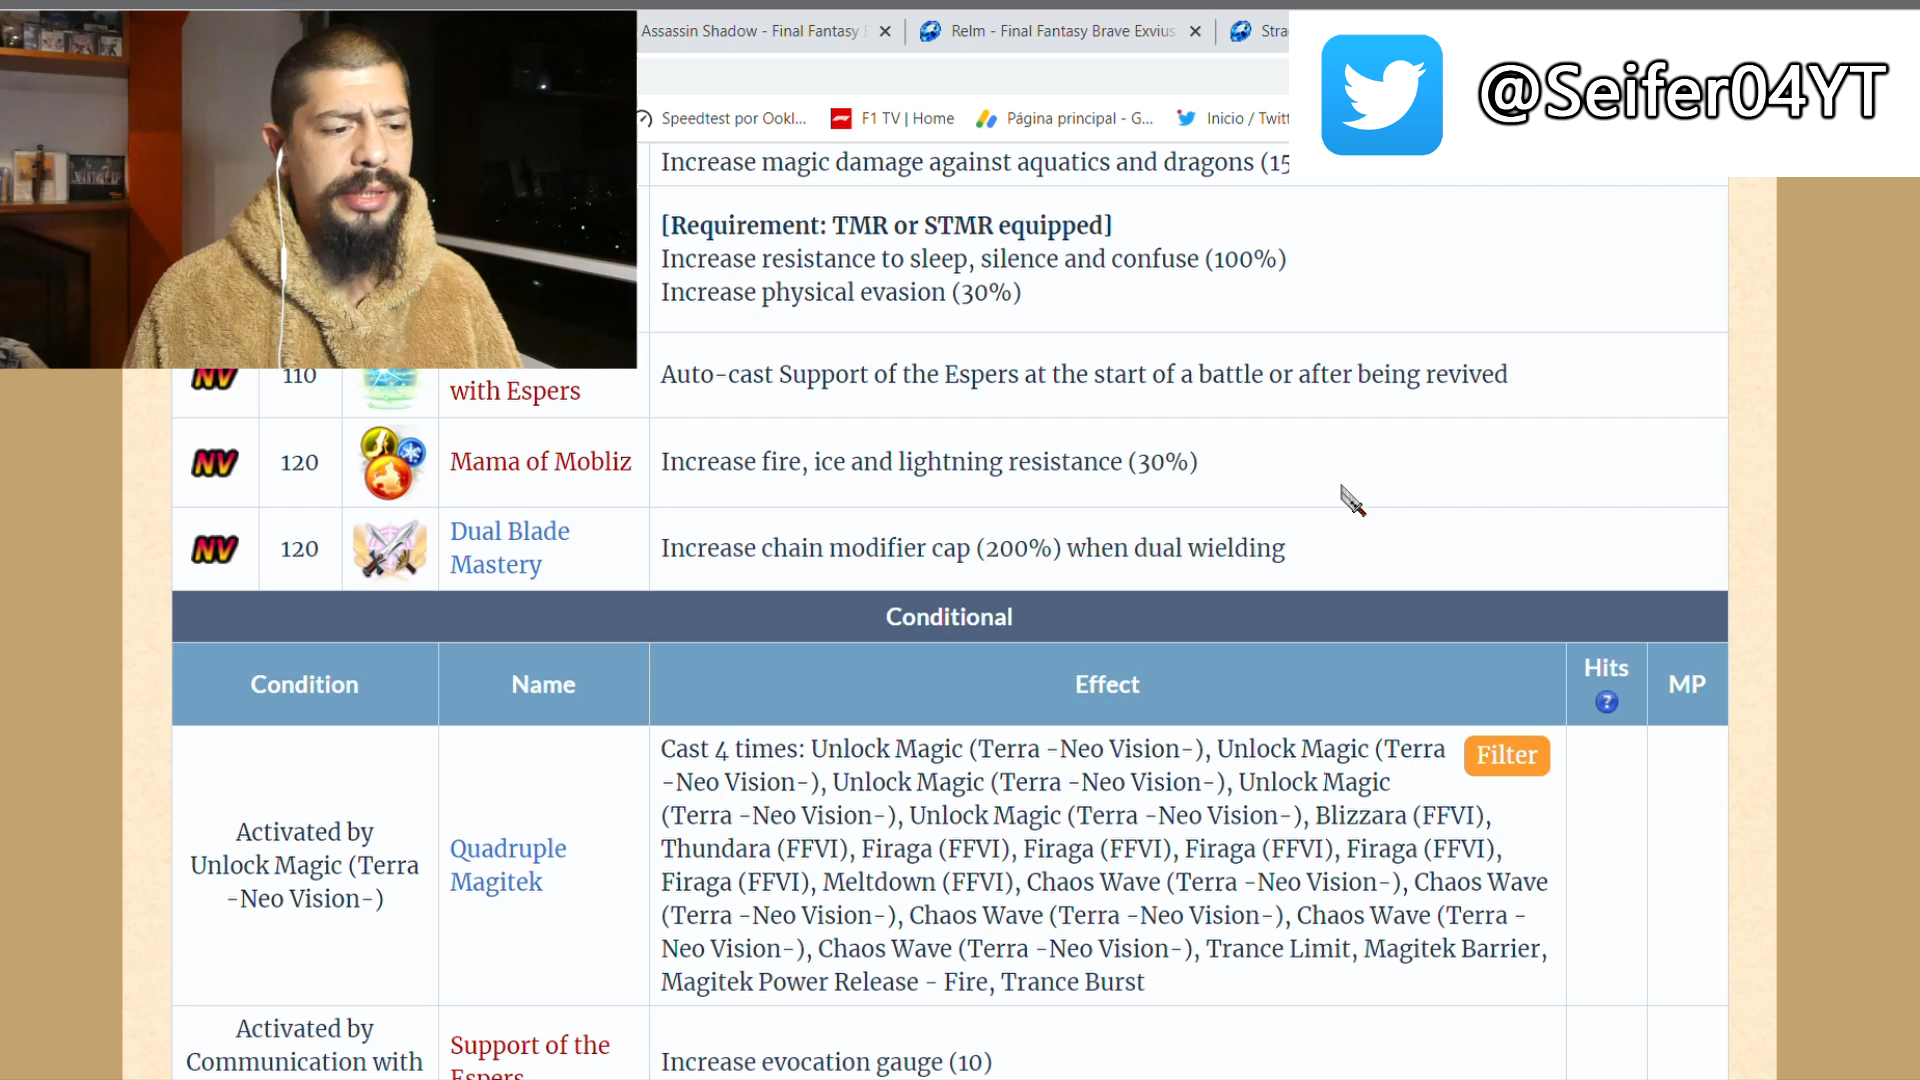 Assassin Shadow - Final Fantasy
Relm - Final Fantasy Brave Exvius
Stra
@Seifer04YT
Speedtest por Ookl...
F1 TV | Home
Página principal - G...
Inicio / Twitt
Increase magic damage against aquatics and dragons (15
[Requirement: TMR or STMR equipped]
Increase resistance to sleep, silence and confuse (100%)
Increase physical evasion (30%)
NV 110 with Espers Auto-cast Support of the Espers at the start of a battle or after being revived
NV 120 Mama of Mobliz Increase fire, ice and lightning resistance (30%)
NV 120 Dual Blade
Mastery
Increase chain modifier cap (200%) when dual wielding
Conditional
Condition Name Effect Hits ? MP
Activated by
Unlock Magic (Terra
-Neo Vision-)
Quadruple
Magitek
Cast 4 times: Unlock Magic (Terra -Neo Vision-), Unlock Magic (Terra
-Neo Vision-), Unlock Magic (Terra -Neo Vision-), Unlock Magic
(Terra -Neo Vision-), Unlock Magic (Terra -Neo Vision-), Blizzara (FFVI),
Thundara (FFVI), Firaga (FFVI), Firaga (FFVI), Firaga (FFVI), Firaga (FFVI),
Firaga (FFVI), Meltdown (FFVI), Chaos Wave (Terra -Neo Vision-), Chaos Wave
(Terra -Neo Vision-), Chaos Wave (Terra -Neo Vision-), Chaos Wave (Terra -
Neo Vision-), Chaos Wave (Terra -Neo Vision-), Trance Limit, Magitek Barrier,
Magitek Power Release - Fire, Trance Burst
Filter
Activated by
Communication with
Support of the
Espers
Increase evocation gauge (10)